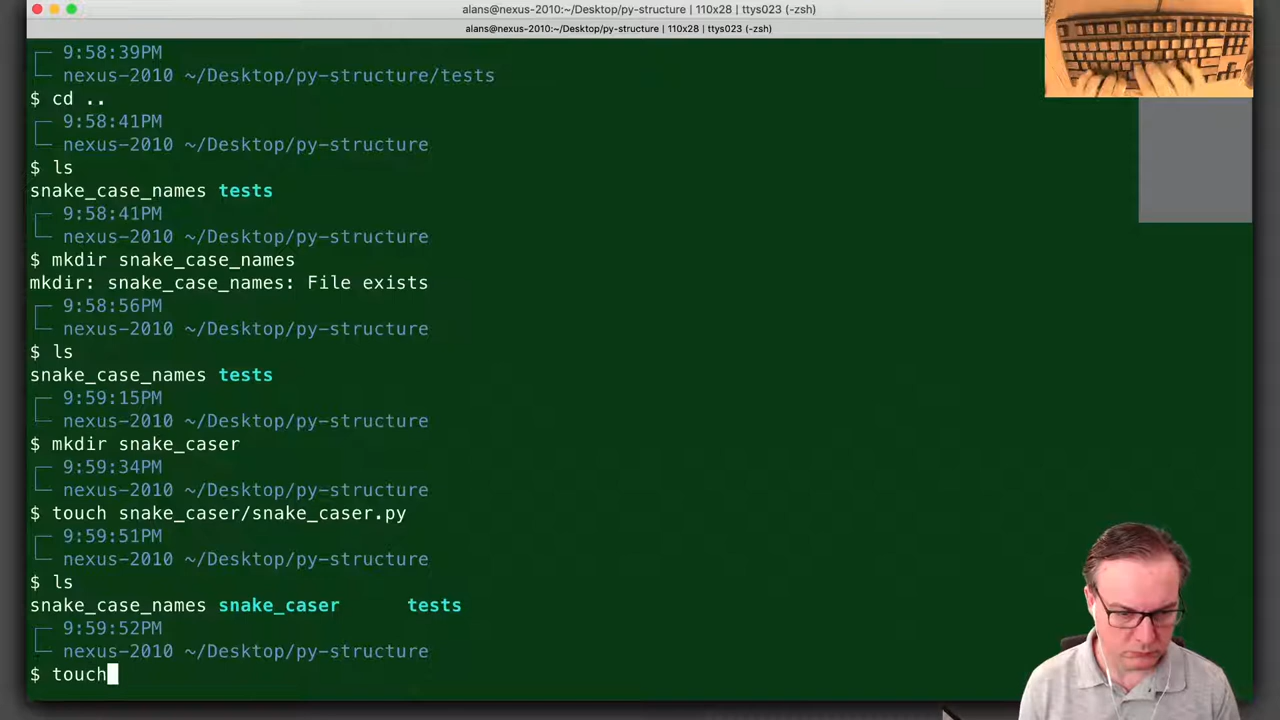 alans@nexus-2010:~/Desktop/py-structure | 110x28 | ttys023 (-zsh)
alans@nexus-2010:~/Desktop/py-structure | 110x28 | ttys023 (-zsh)
9:58:39PM
nexus-2010 ~/Desktop/py-structure/tests
$ cd ..
9:58:41PM
nexus-2010 ~/Desktop/py-structure
$ ls
snake_case_names tests
9:58:41PM
nexus-2010 ~/Desktop/py-structure
$ mkdir snake_case_names
mkdir: snake_case_names: File exists
9:58:56PM
nexus-2010 ~/Desktop/py-structure
$ ls
snake_case_names tests
9:59:15PM
nexus-2010 ~/Desktop/py-structure
$ mkdir snake_caser
9:59:34PM
nexus-2010 ~/Desktop/py-structure
$ touch snake_caser/snake_caser.py
9:59:51PM
nexus-2010 ~/Desktop/py-structure
$ ls
snake_case_names snake_caser tests
9:59:52PM
nexus-2010 ~/Desktop/py-structure
$ touch